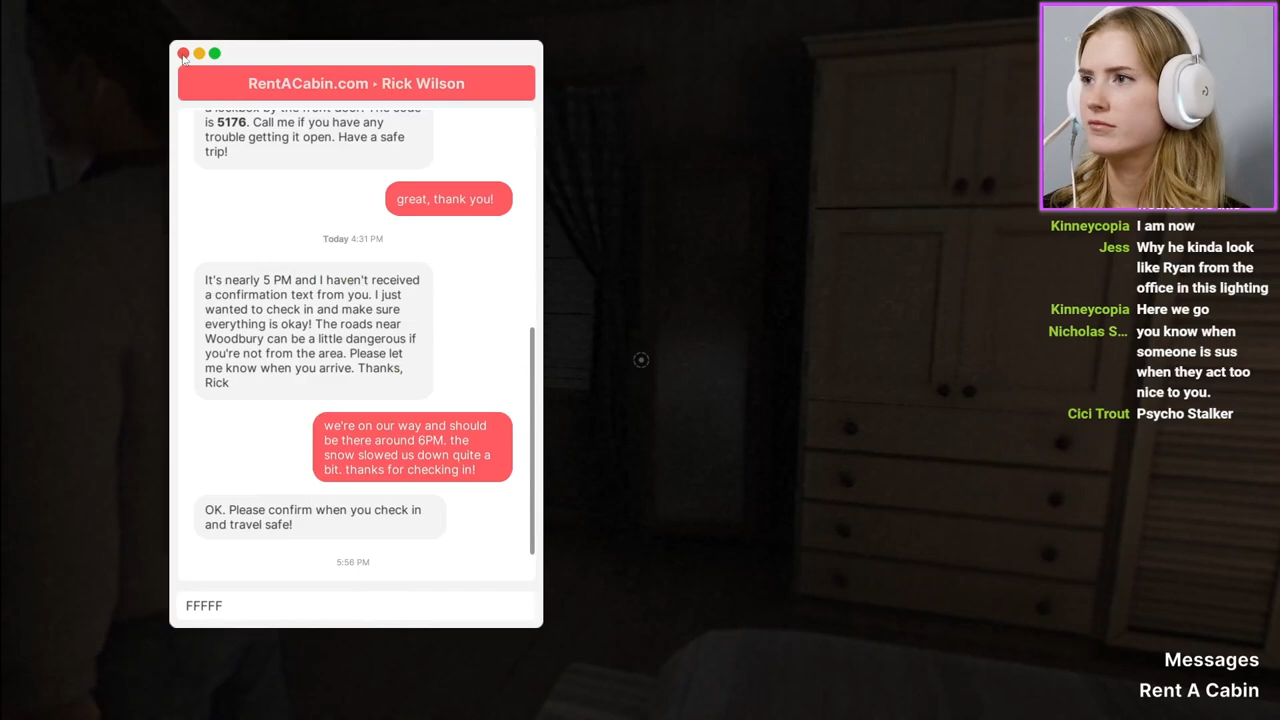 RentACabin.com ▸ Rick Wilson
a lockbox by the front door. The code
is 5176. Call me if you have any
trouble getting it open. Have a safe
trip!
great, thank you!
Today 4:31 PM
It's nearly 5 PM and I haven't received
a confirmation text from you. I just
wanted to check in and make sure
everything is okay! The roads near
Woodbury can be a little dangerous if
you're not from the area. Please let
me know when you arrive. Thanks,
Rick
we're on our way and should
be there around 6PM. the
snow slowed us down quite a
bit. thanks for checking in!
OK. Please confirm when you check in
and travel safe!
5:56 PM
FFFFF
Kinneycopia I am now
Jess Why he kinda look
like Ryan from the
office in this lighting
Kinneycopia Here we go
Nicholas S... you know when
someone is sus
when they act too
nice to you.
Cici Trout Psycho Stalker
Messages
Rent A Cabin